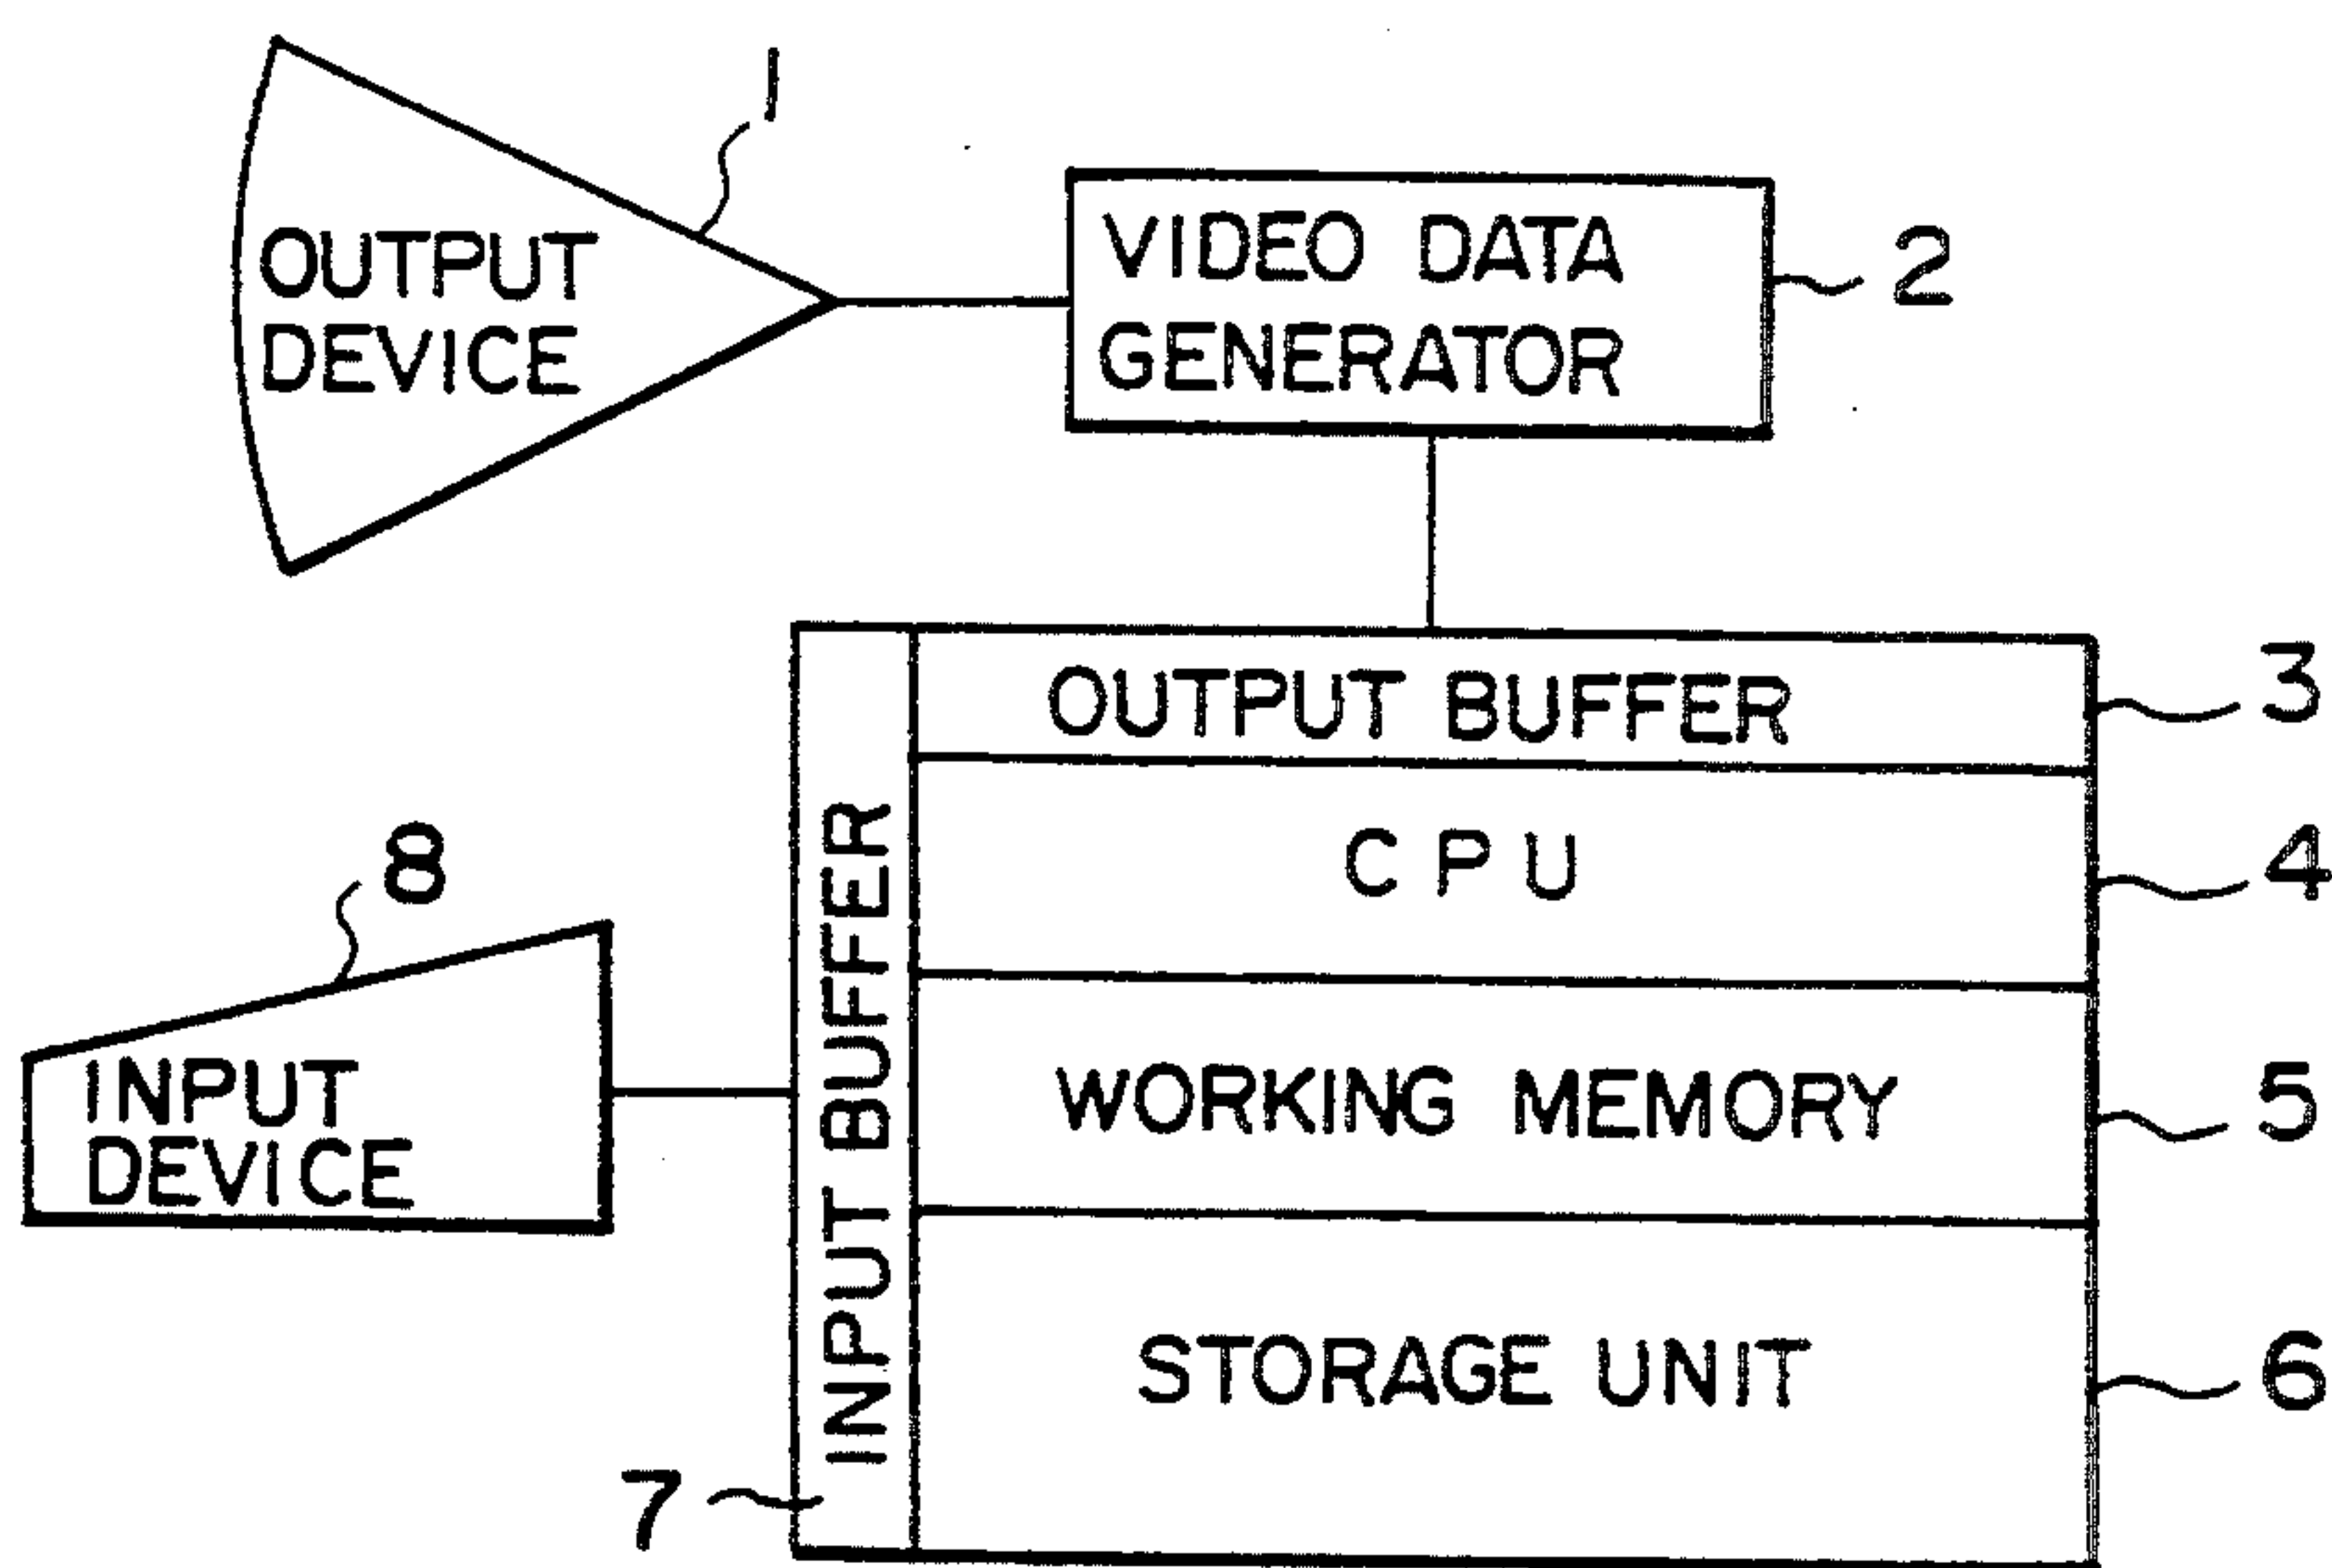 1
OUTPUT
DEVICE
VIDEO DATA
GENERATOR
2
OUTPUT BUFFER
3
CPU
4
WORKING MEMORY
5
STORAGE UNIT
6
INPUT BUFFER
7
8
INPUT
DEVICE